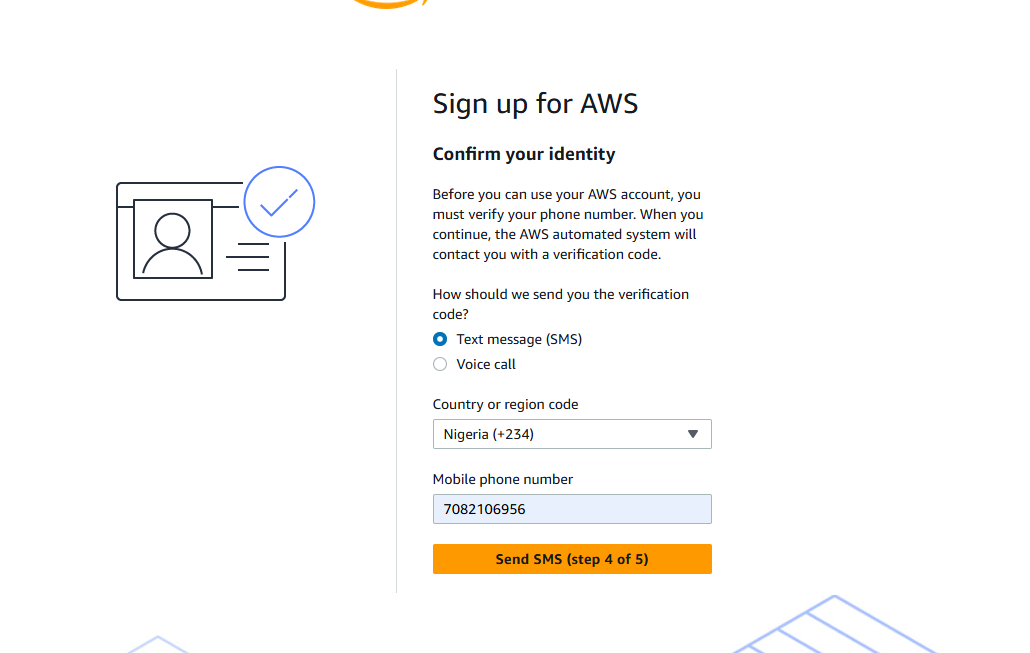 Sign up for AWS
Confirm your identity
Before you can use your AWS account, you
must verify your phone number. When you
continue, the AWS automated system will
contact you with a verification code.
How should we send you the verification
code?
Text message (SMS)
Voice call
Country or region code
Nigeria (+234)
Mobile phone number
7082106956
Send SMS (step 4 of 5)